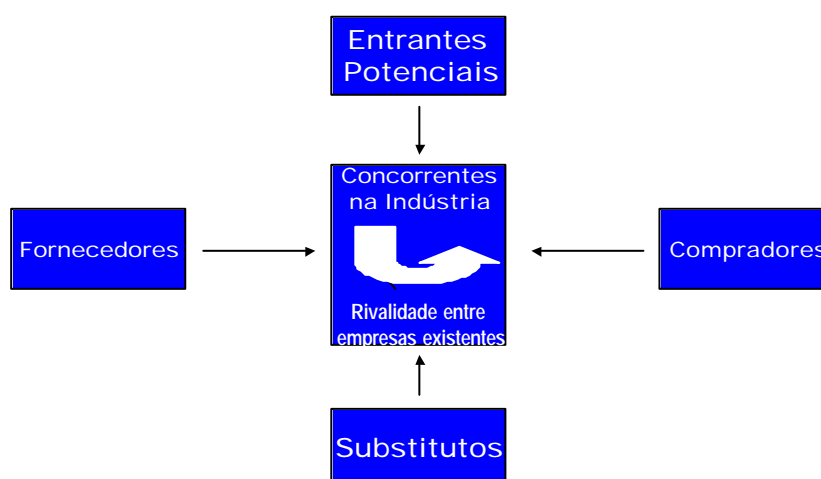 Entrantes
Potenciais
Concorrentes
na Indústria
Fornecedores
Compradores
Rivalidade entre
empresas existentes
Substitutos